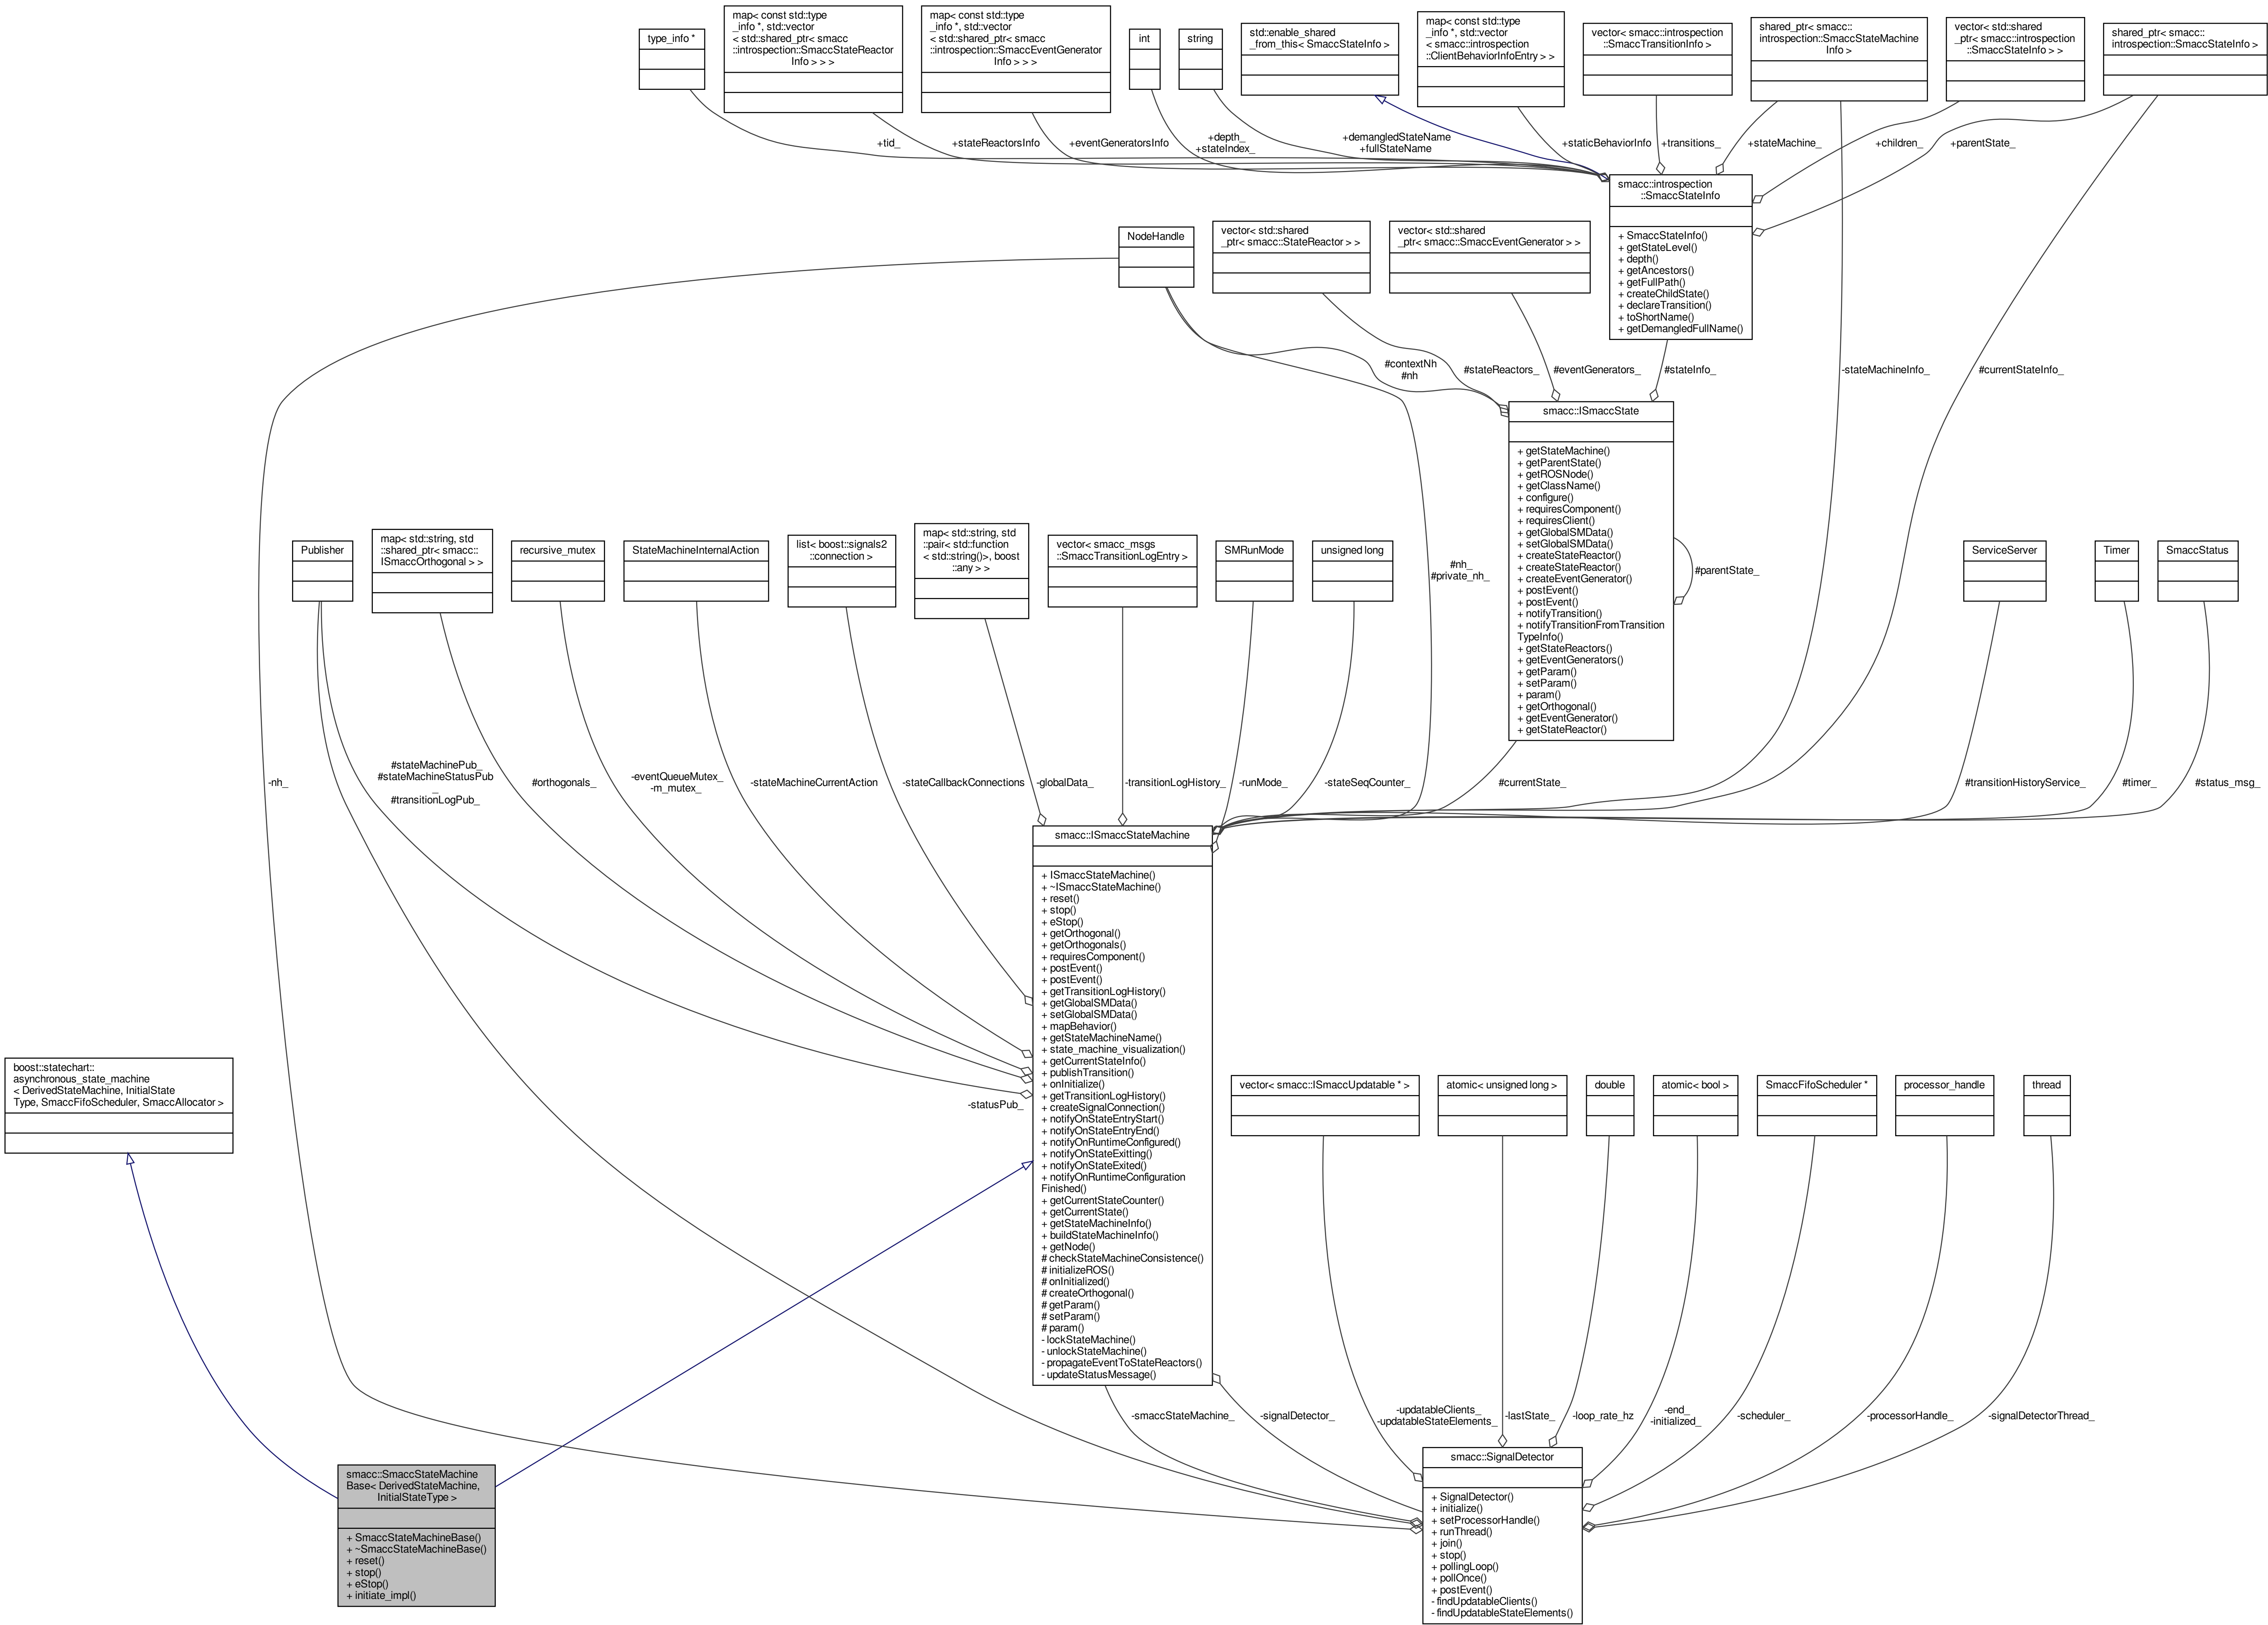 type_info *
map< const std::type
_info *, std::vector
< std::shared_ptr< smacc
::introspection::SmaccStateReactor
Info > > >
map< const std::type
_info *, std::vector
< std::shared_ptr< smacc
::introspection::SmaccEventGenerator
Info > > >
int
string
std::enable_shared
_from_this< SmaccStateInfo >
map< const std::type
_info *, std::vector
< smacc::introspection
::ClientBehaviorInfoEntry > >
vector< smacc::introspection
::SmaccTransitionInfo >
shared_ptr< smacc::
introspection::SmaccStateMachine
Info >
vector< std::shared
_ptr< smacc::introspection
::SmaccStateInfo > >
shared_ptr< smacc::
introspection::SmaccStateInfo >
+tid_
+stateReactorsInfo
+eventGeneratorsInfo
+depth_
+stateIndex_
+demangledStateName
+fullStateName
+staticBehaviorInfo
+transitions_
+stateMachine_
+children_
+parentState_
smacc::introspection
::SmaccStateInfo
+ SmaccStateInfo()
+ getStateLevel()
+ depth()
+ getAncestors()
+ getFullPath()
+ createChildState()
+ declareTransition()
+ toShortName()
+ getDemangledFullName()
NodeHandle
vector< std::shared
_ptr< smacc::StateReactor > >
vector< std::shared
_ptr< smacc::SmaccEventGenerator > >
#contextNh
#nh
#stateReactors_
#eventGenerators_
#stateInfo_
-stateMachineInfo_
#currentStateInfo_
smacc::ISmaccState
+ getStateMachine()
+ getParentState()
+ getROSNode()
+ getClassName()
+ configure()
+ requiresComponent()
+ requiresClient()
+ getGlobalSMData()
+ setGlobalSMData()
+ createStateReactor()
+ createStateReactor()
+ createEventGenerator()
+ postEvent()
+ postEvent()
+ notifyTransition()
+ notifyTransitionFromTransition
TypeInfo()
+ getStateReactors()
+ getEventGenerators()
+ getParam()
+ setParam()
+ param()
+ getOrthogonal()
+ getEventGenerator()
+ getStateReactor()
#parentState_
Publisher
map< std::string, std
::shared_ptr< smacc::
ISmaccOrthogonal > >
recursive_mutex
StateMachineInternalAction
list< boost::signals2
::connection >
map< std::string, std
::pair< std::function
< std::string()>, boost
::any > >
vector< smacc_msgs
::SmaccTransitionLogEntry >
SMRunMode
unsigned long
#nh_
#private_nh_
ServiceServer
Timer
SmaccStatus
-nh_
#stateMachinePub_
#stateMachineStatusPub
_
#transitionLogPub_
#orthogonals_
-eventQueueMutex_
-m_mutex_
-stateMachineCurrentAction
-stateCallbackConnections
-globalData_
-transitionLogHistory_
-runMode_
-stateSeqCounter_
#currentState_
#transitionHistoryService_
#timer_
#status_msg_
smacc::ISmaccStateMachine
+ ISmaccStateMachine()
+ ~ISmaccStateMachine()
+ reset()
+ stop()
+ eStop()
+ getOrthogonal()
+ getOrthogonals()
+ requiresComponent()
+ postEvent()
+ postEvent()
+ getTransitionLogHistory()
+ getGlobalSMData()
+ setGlobalSMData()
+ mapBehavior()
+ getStateMachineName()
+ state_machine_visualization()
+ getCurrentStateInfo()
+ publishTransition()
+ onInitialize()
+ getTransitionLogHistory()
+ createSignalConnection()
+ notifyOnStateEntryStart()
+ notifyOnStateEntryEnd()
+ notifyOnRuntimeConfigured()
+ notifyOnStateExitting()
+ notifyOnStateExited()
+ notifyOnRuntimeConfiguration
Finished()
+ getCurrentStateCounter()
+ getCurrentState()
+ getStateMachineInfo()
+ buildStateMachineInfo()
+ getNode()
# checkStateMachineConsistence()
# initializeROS()
# onInitialized()
# createOrthogonal()
# getParam()
# setParam()
# param()
- lockStateMachine()
- unlockStateMachine()
- propagateEventToStateReactors()
- updateStatusMessage()
-statusPub_
boost::statechart::
asynchronous_state_machine
< DerivedStateMachine, InitialState
Type, SmaccFifoScheduler, SmaccAllocator >
vector< smacc::ISmaccUpdatable * >
atomic< unsigned long >
double
atomic< bool >
SmaccFifoScheduler *
processor_handle
thread
-smaccStateMachine_
-signalDetector_
-updatableClients_
-updatableStateElements_
-lastState_
-loop_rate_hz
-end_
-initialized_
-scheduler_
-processorHandle_
-signalDetectorThread_
smacc::SmaccStateMachine
Base< DerivedStateMachine,
InitialStateType >
+ SmaccStateMachineBase()
+ ~SmaccStateMachineBase()
+ reset()
+ stop()
+ eStop()
+ initiate_impl()
smacc::SignalDetector
+ SignalDetector()
+ initialize()
+ setProcessorHandle()
+ runThread()
+ join()
+ stop()
+ pollingLoop()
+ pollOnce()
+ postEvent()
- findUpdatableClients()
- findUpdatableStateElements()